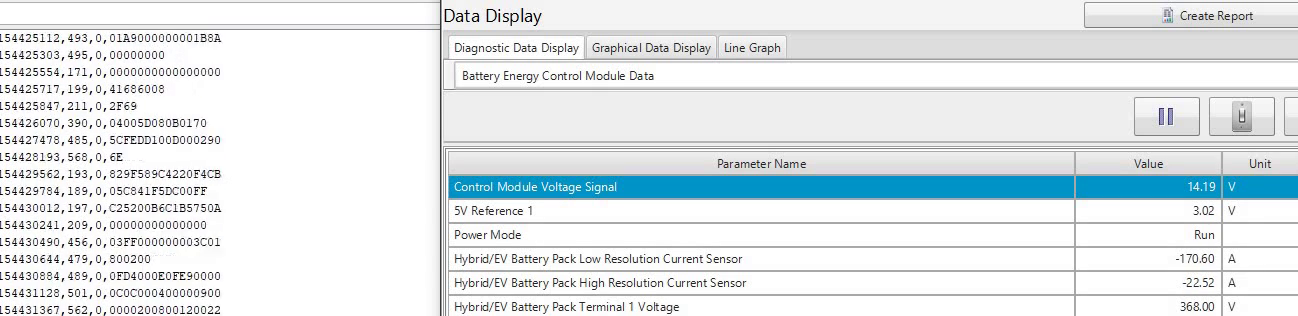 154425112,493,0,01A9000000001B8A
154425303,495,0,00000000
154425554,171,0,0000000000000000
154425717,199,0,41686008
154425847,211,0,2F69
154426070,390,0,04005D080B0170
154427478,485,0,5CFEDD100D000290
154428193,568,0,6E
154429562,193,0,829F589C4220F4CB
154429784,189,0,05C841F5DC00FF
154430012,197,0,C25200B6C1B5750A
154430241,209,0,00000000000000
154430490,456,0,03FF000000003C01
154430644,479,0,800200
154430884,489,0,0FD4000E0FE90000
154431128,501,0,0C0C000400000900
154431367,562,0,0000200800120022
Data Display
Create Report
Diagnostic Data Display Graphical Data Display Line Graph
Battery Energy Control Module Data
Parameter Name Value Unit
Control Module Voltage Signal 14.19 V
5V Reference 1 3.02 V
Power Mode Run
Hybrid/EV Battery Pack Low Resolution Current Sensor -170.60 A
Hybrid/EV Battery Pack High Resolution Current Sensor -22.52 A
Hybrid/EV Battery Pack Terminal 1 Voltage 368.00 V